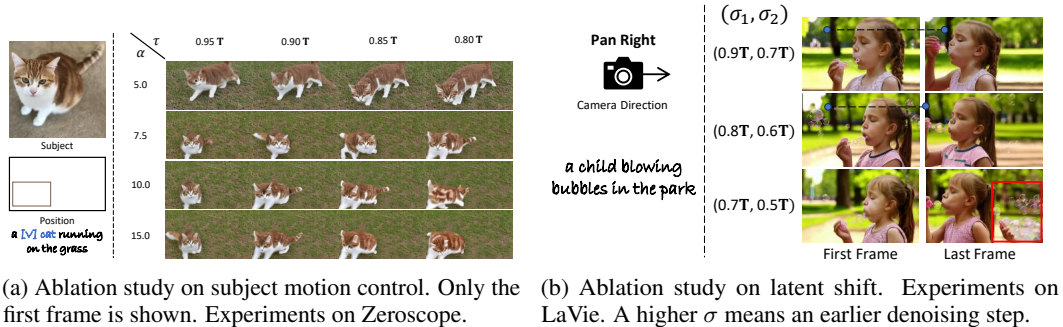 τ
α
0.95 T
0.90 T
0.85 T
0.80 T
5.0
7.5
10.0
15.0
Subject
Position
a [V] cat running
on the grass
(a) Ablation study on subject motion control. Only the
first frame is shown. Experiments on Zeroscope.
Pan Right
Camera Direction
a child blowing
bubbles in the park
(σ₁, σ₂)
(0.9T, 0.7T)
(0.8T, 0.6T)
(0.7T, 0.5T)
First Frame
Last Frame
(b) Ablation study on latent shift. Experiments on
LaVie. A higher σ means an earlier denoising step.